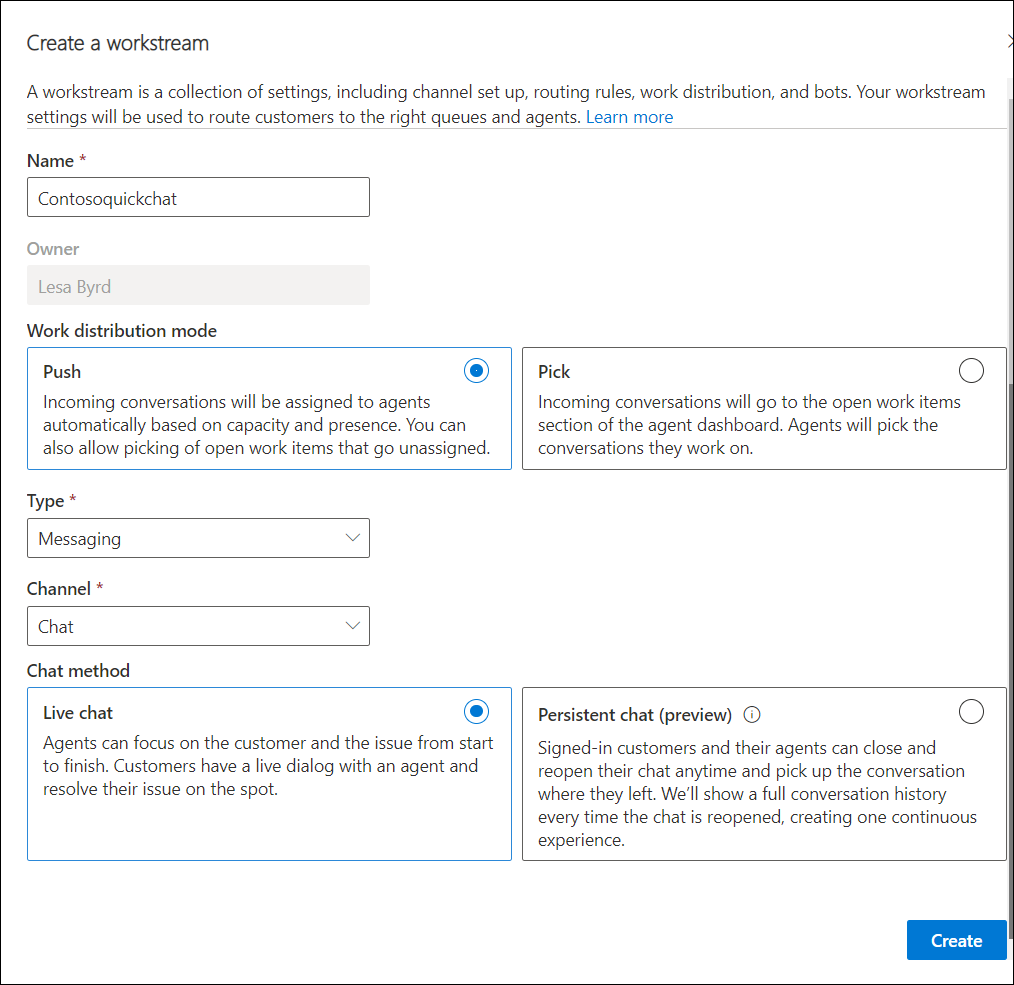 Create a workstream
A workstream is a collection of settings, including channel set up, routing rules, work distribution, and bots. Your workstream
settings will be used to route customers to the right queues and agents. Learn more
Name *
Contosoquickchat
Owner
Lesa Byrd
Work distribution mode
Push
Incoming conversations will be assigned to agents
automatically based on capacity and presence. You can
also allow picking of open work items that go unassigned.
Pick
Incoming conversations will go to the open work items
section of the agent dashboard. Agents will pick the
conversations they work on.
Type *
Messaging
Channel *
Chat
Chat method
Live chat
Agents can focus on the customer and the issue from start
to finish. Customers have a live dialog with an agent and
resolve their issue on the spot.
Persistent chat (preview)
Signed-in customers and their agents can close and
reopen their chat anytime and pick up the conversation
where they left. We’ll show a full conversation history
every time the chat is reopened, creating one continuous
experience.
Create